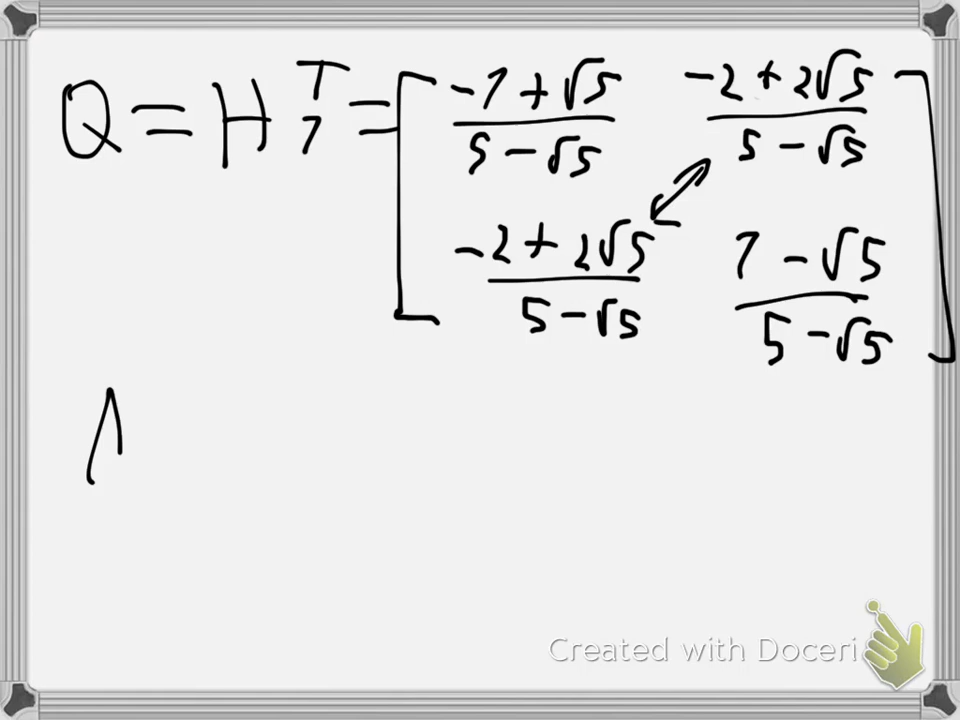 Q = H₁ᵀ = [ (-1 + √5)/(5 - √5)  (-2 + 2√5)/(5 - √5)
(-2 + 2√5)/(5 - √5)  (1 - √5)/(5 - √5) ]
Created with Doceri